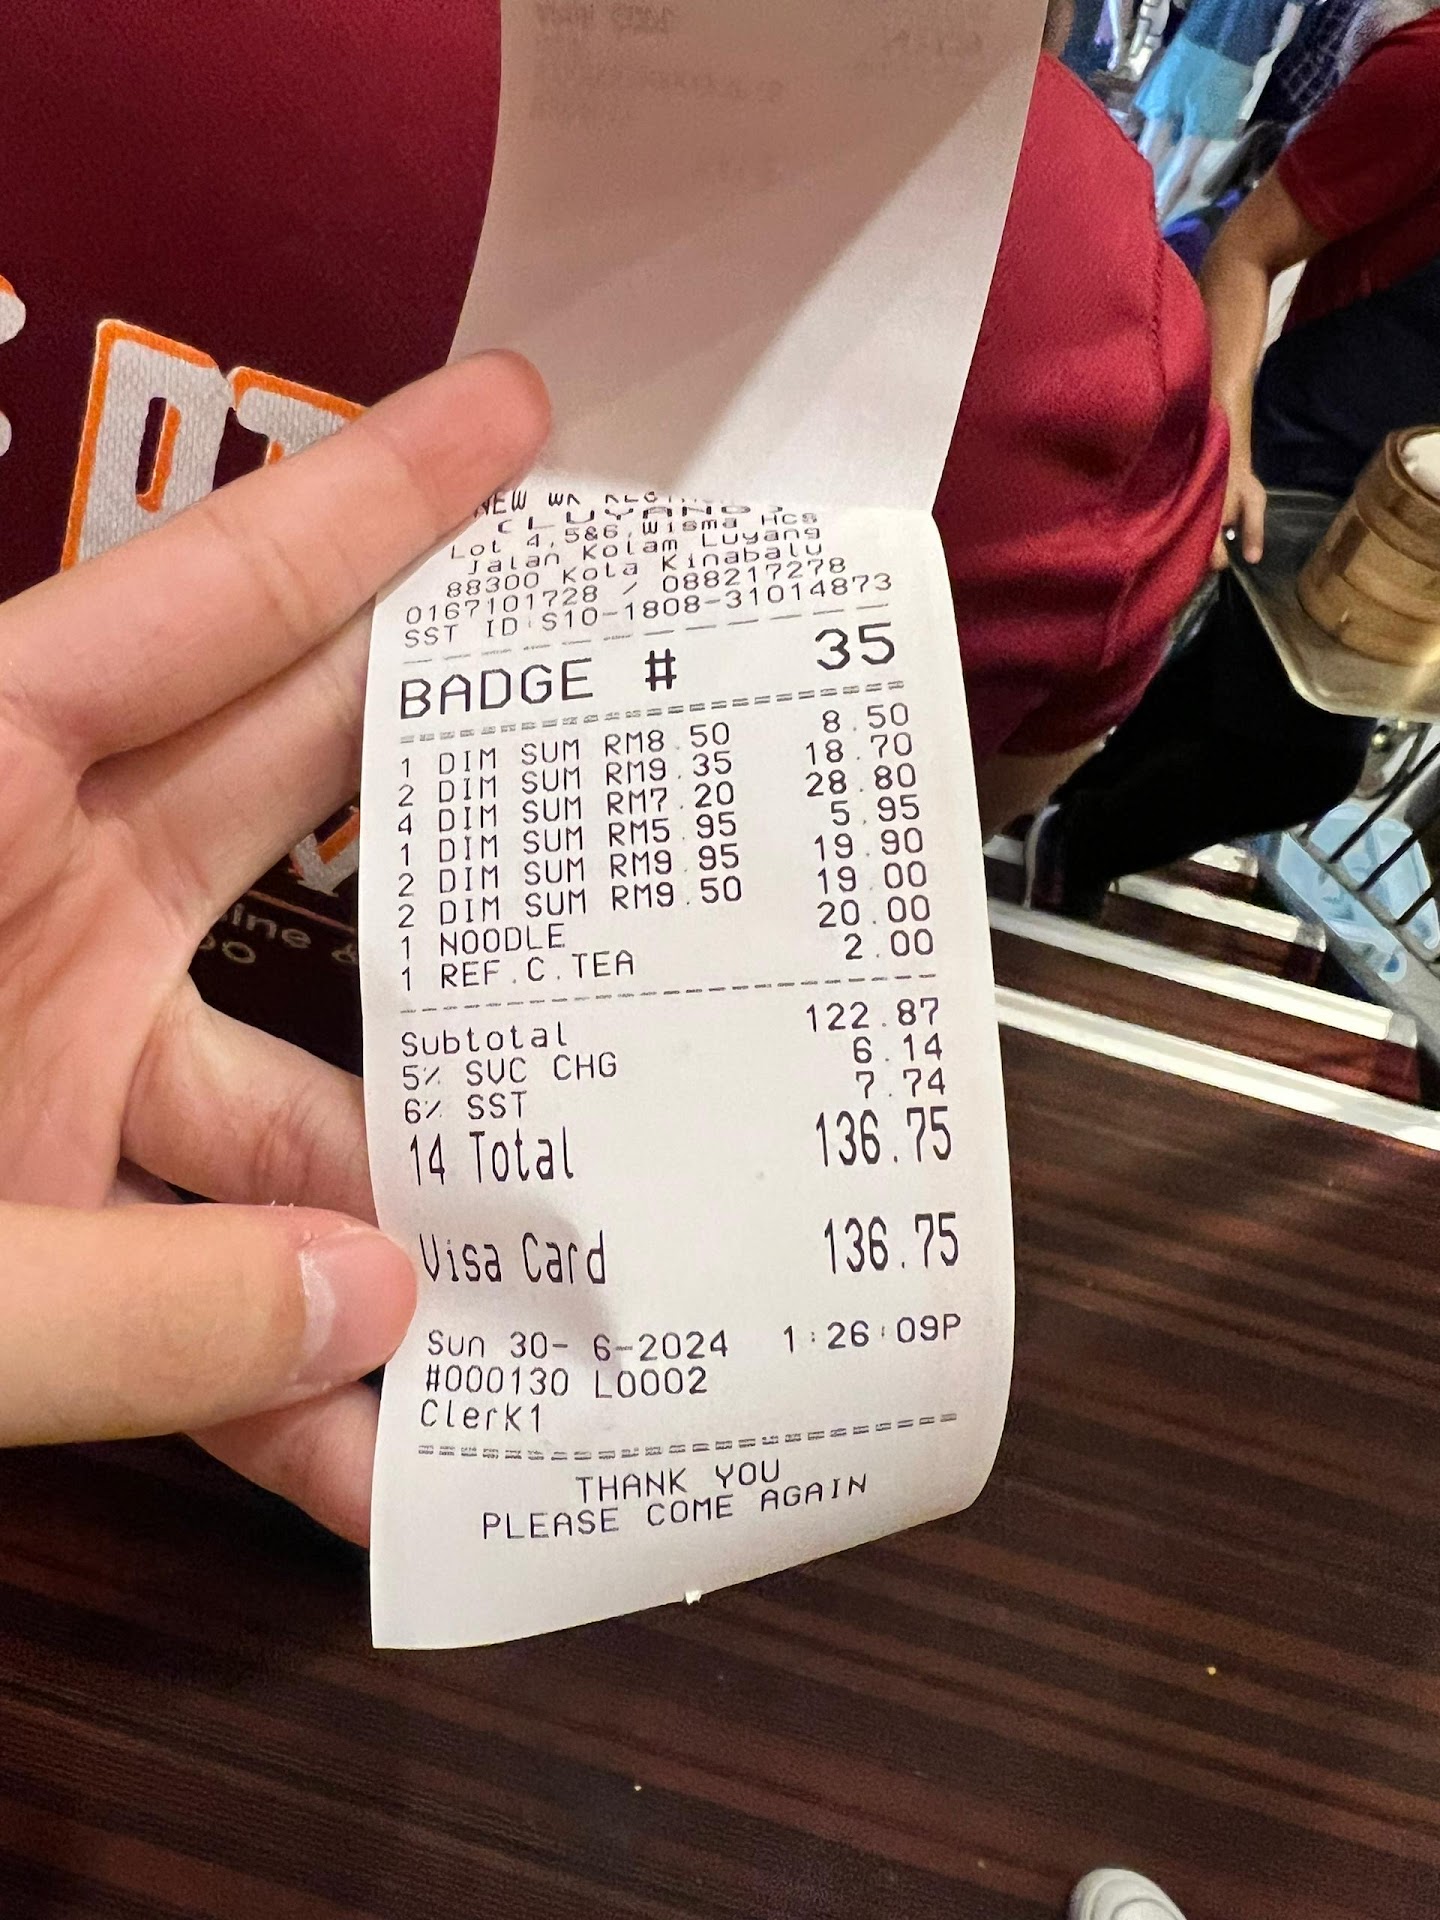 NEW WK
Lot 4,5&6,Wisma Hcs
Jalan Kolam Luyang
88300 Kota Kinabalu
0167101728 / 088217278
SST ID:S10-1808-31014873
BADGE # 35
1 DIM SUM RM8.50 8.50
2 DIM SUM RM9.35 18.70
4 DIM SUM RM7.20 28.80
1 DIM SUM RM5.95 5.95
2 DIM SUM RM9.95 19.90
2 DIM SUM RM9.50 19.00
1 NOODLE 20.00
1 REF.C.TEA 2.00
Subtotal 122.87
5% SVC CHG 6.14
6% SST 7.74
14 Total 136.75
Visa Card 136.75
Sun 30- 6-2024 1:26:09P
#000130 L0002
Clerk1
THANK YOU
PLEASE COME AGAIN